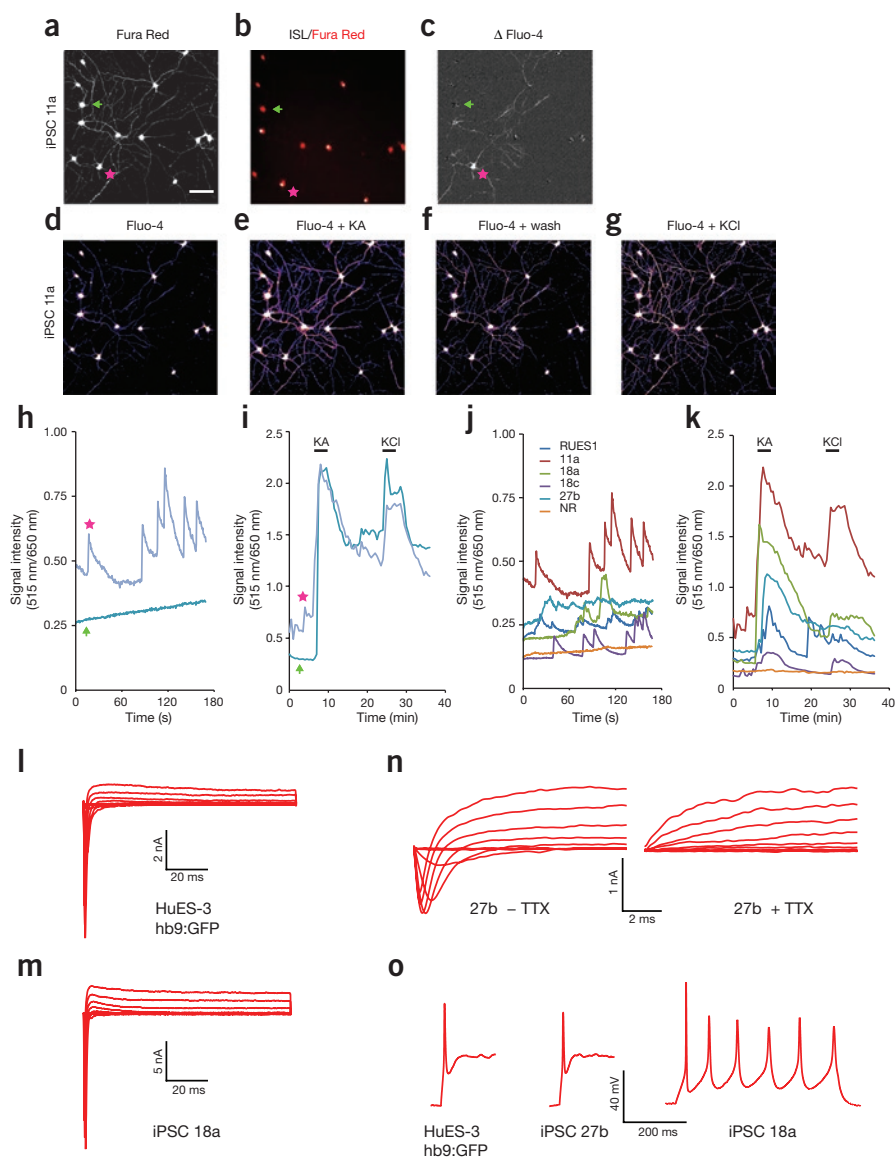 a
Fura Red
b
ISL/Fura Red
c
Δ Fluo-4
iPSC 11a
d
Fluo-4
e
Fluo-4 + KA
f
Fluo-4 + wash
g
Fluo-4 + KCl
iPSC 11a
h
1.00
0.75
0.50
0.25
0
Signal intensity
(515 nm/650 nm)
0
60
120
180
Time (s)
i
2.5
2.0
1.5
1.0
0.5
0
Signal intensity
(515 nm/650 nm)
KA
KCl
0
10
20
30
40
Time (min)
j
1.00
0.75
0.50
0.25
0
Signal intensity
(515 nm/650 nm)
RUES1
11a
18a
18c
27b
NR
0
60
120
180
Time (s)
k
2.5
2.0
1.5
1.0
0.5
0
Signal intensity
(515 nm/650 nm)
KA
KCl
0
10
20
30
40
Time (min)
l
2 nA
20 ms
HuES-3
hb9:GFP
n
27b – TTX
1 nA
2 ms
27b + TTX
m
5 nA
20 ms
iPSC 18a
o
HuES-3
hb9:GFP
iPSC 27b
40 mV
200 ms
iPSC 18a